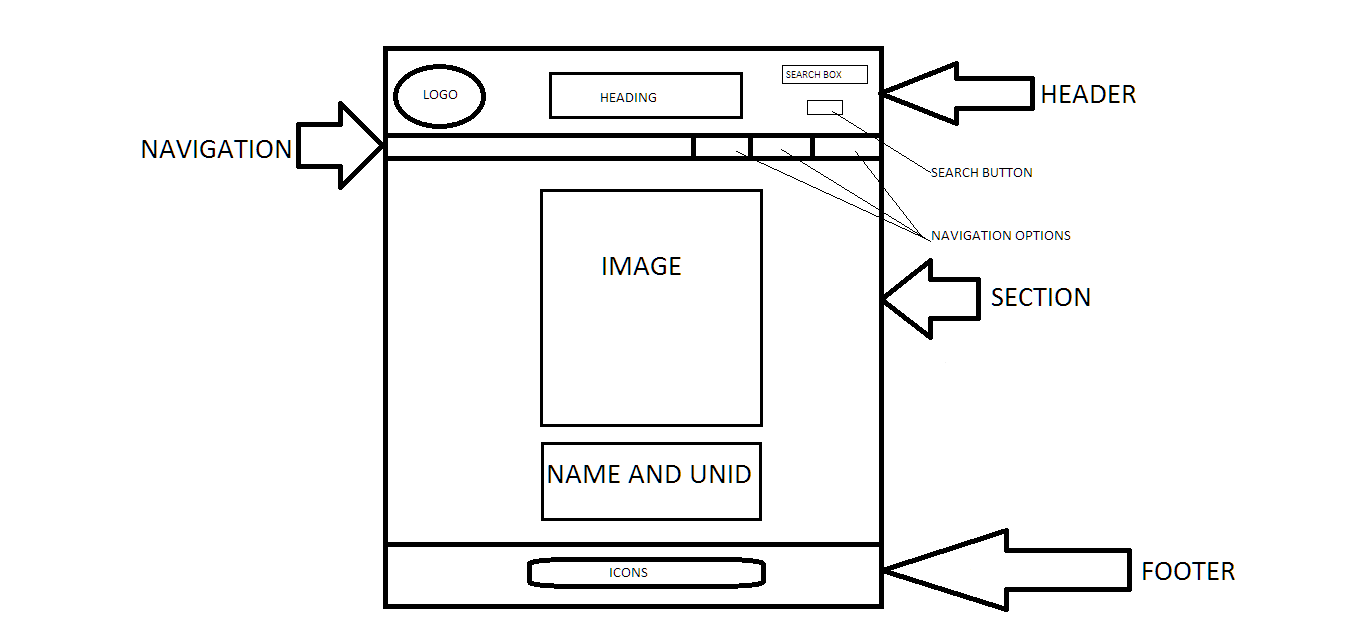 SEARCH BOX
LOGO
HEADING
HEADER
NAVIGATION
SEARCH BUTTON
NAVIGATION OPTIONS
IMAGE
SECTION
NAME AND UNID
ICONS
FOOTER